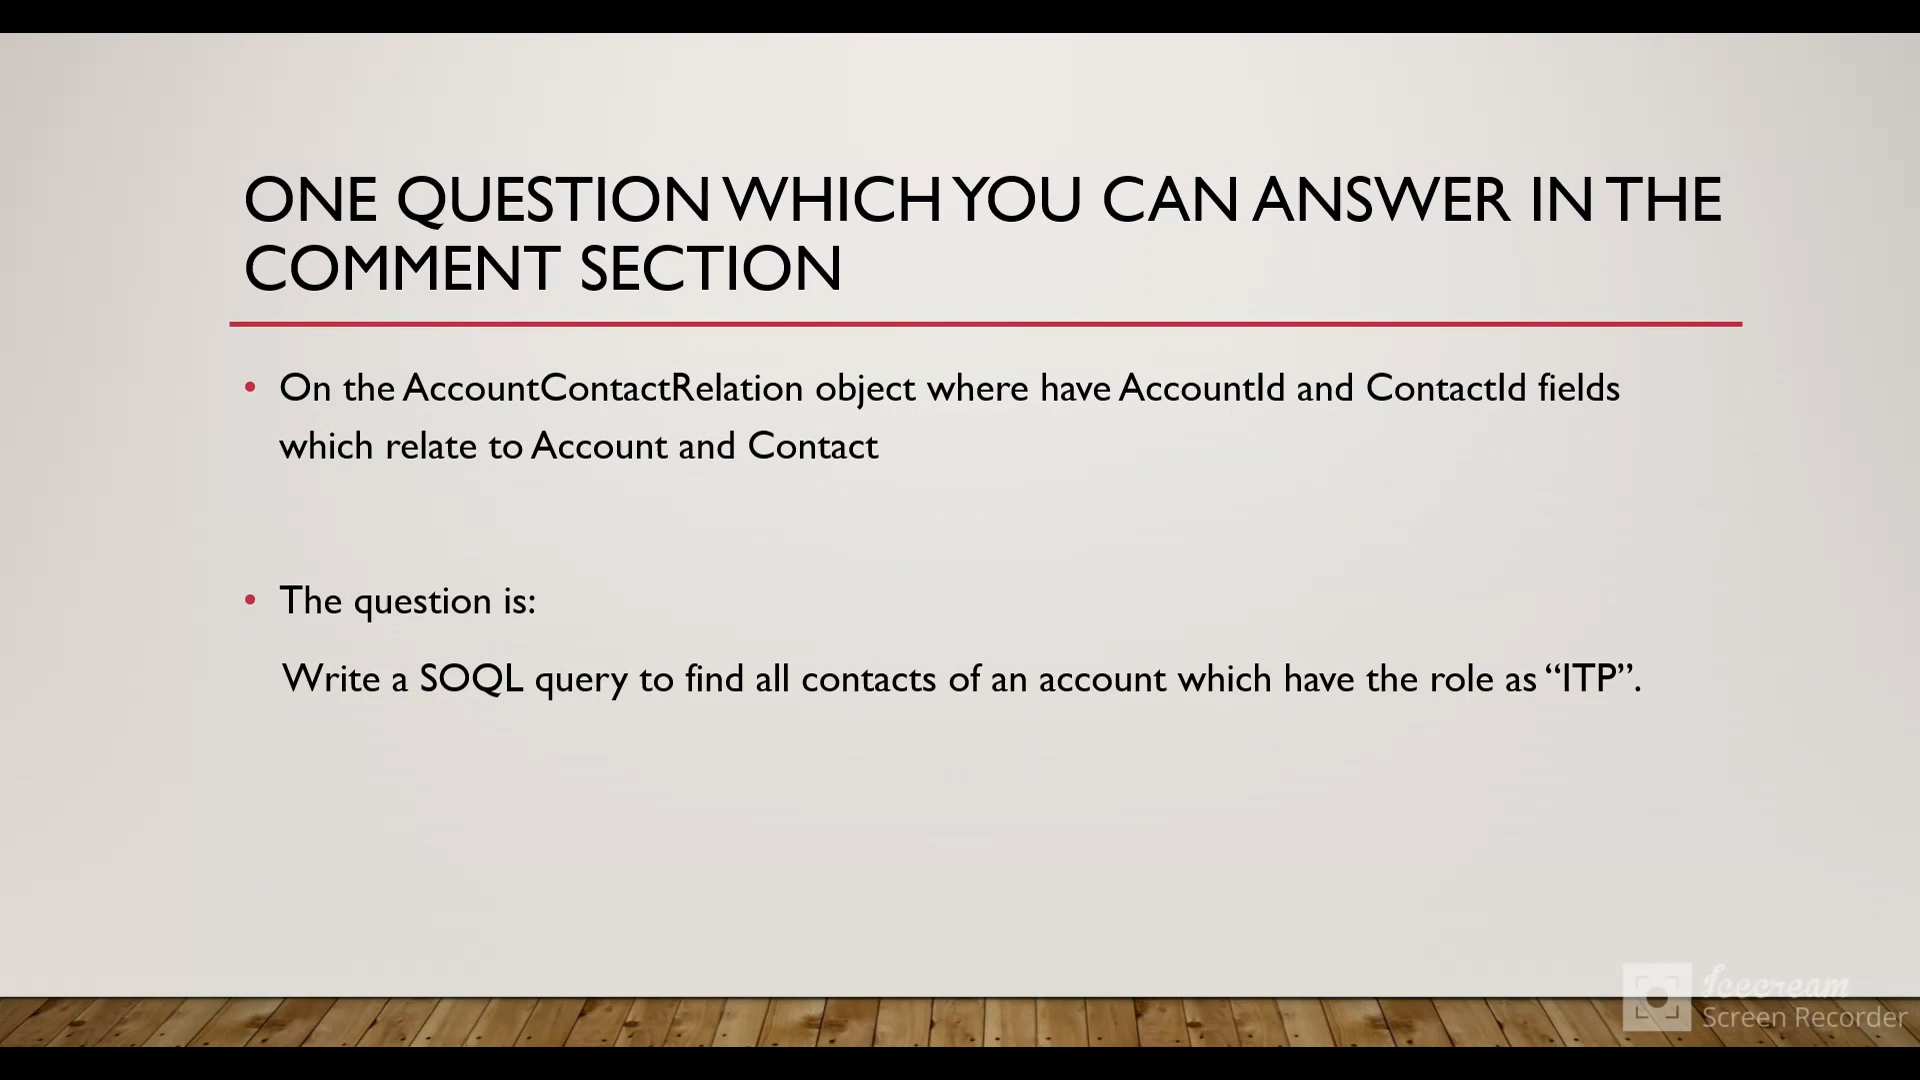 ONE QUESTION WHICH YOU CAN ANSWER IN THE
COMMENT SECTION
• On the AccountContactRelation object where have AccountId and ContactId fields
which relate to Account and Contact
• The question is:
Write a SOQL query to find all contacts of an account which have the role as “ITP”.
Icecream
Screen Recorder